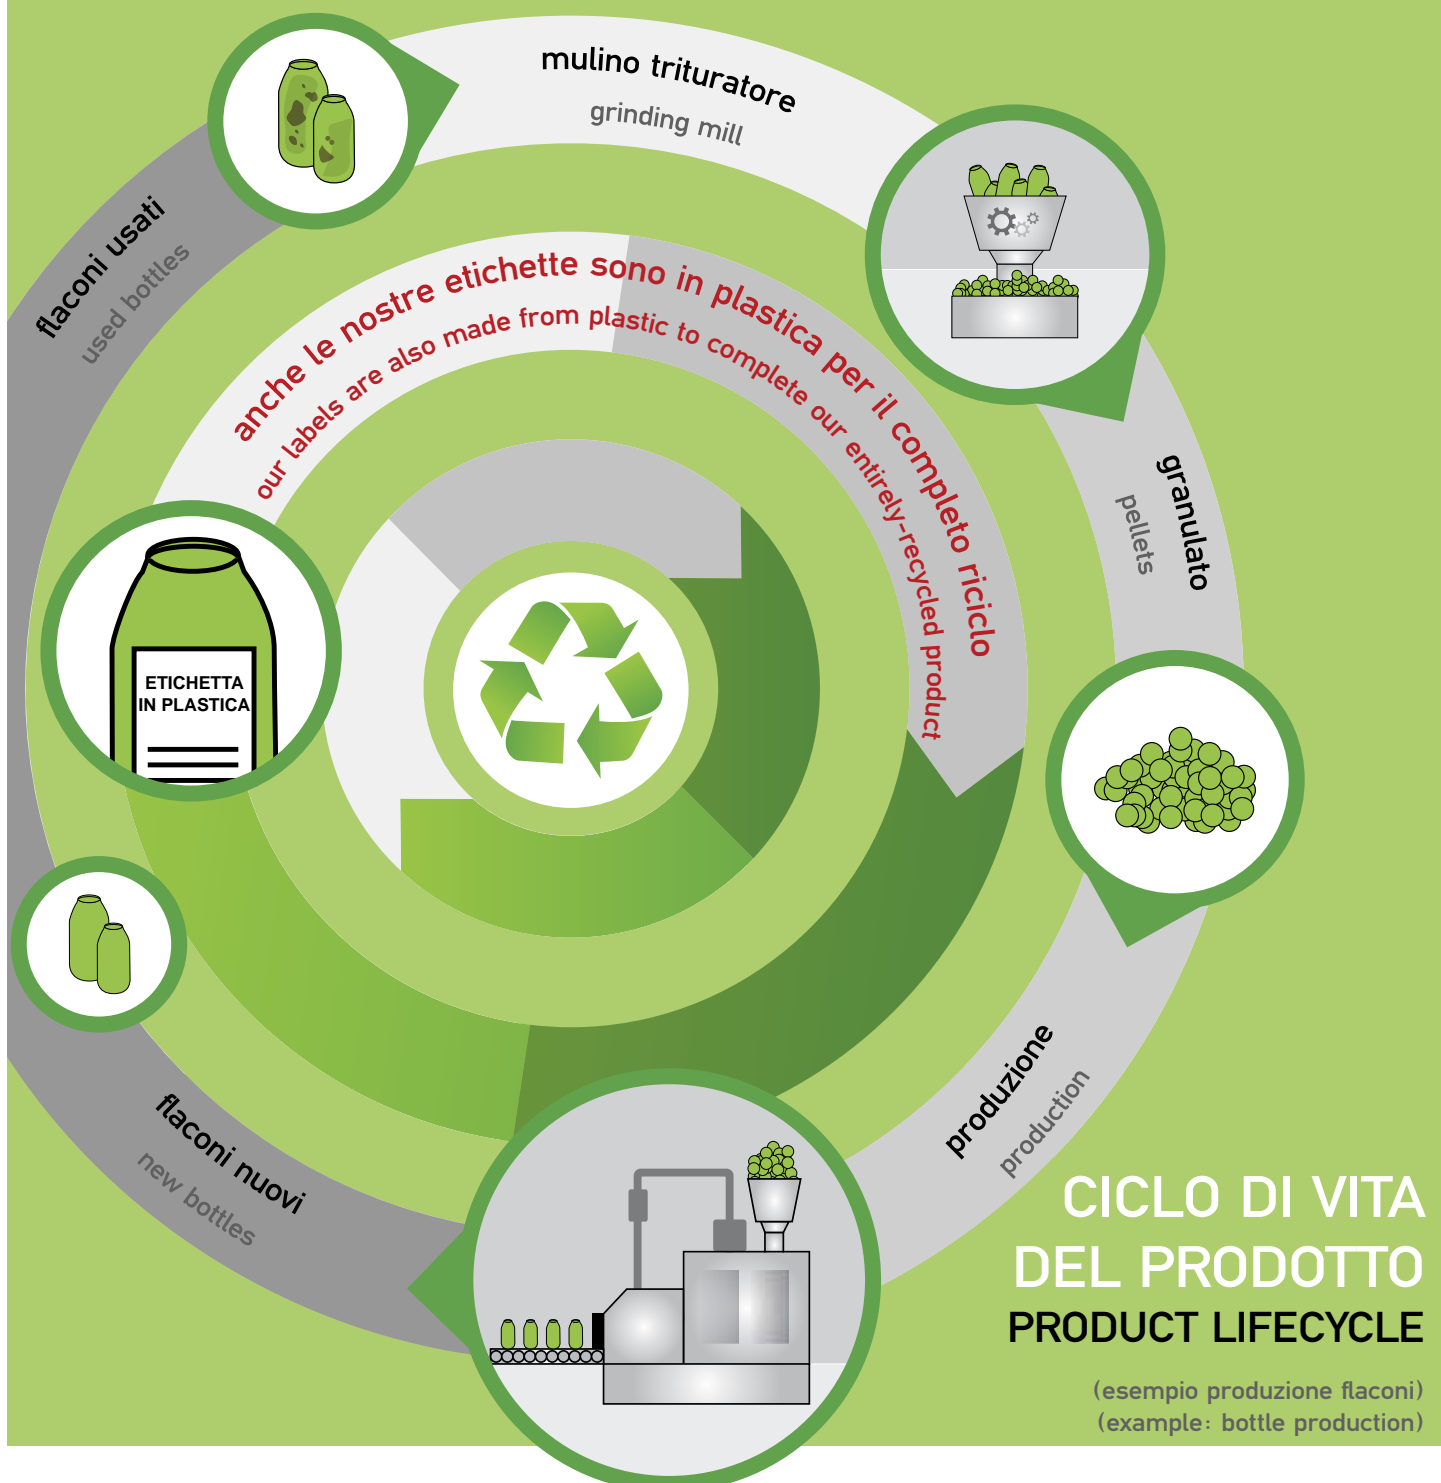 mulino trituratore
grinding mill
flaconi usati
used bottles
anche le nostre etichette sono in plastica per il completo riciclo
our labels are also made from plastic to complete our entirely-recycled product
granulato
pellets
ETICHETTA
IN PLASTICA
produzione
production
flaconi nuovi
new bottles
CICLO DI VITA
DEL PRODOTTO
PRODUCT LIFECYCLE
(esempio produzione flaconi)
(example: bottle production)